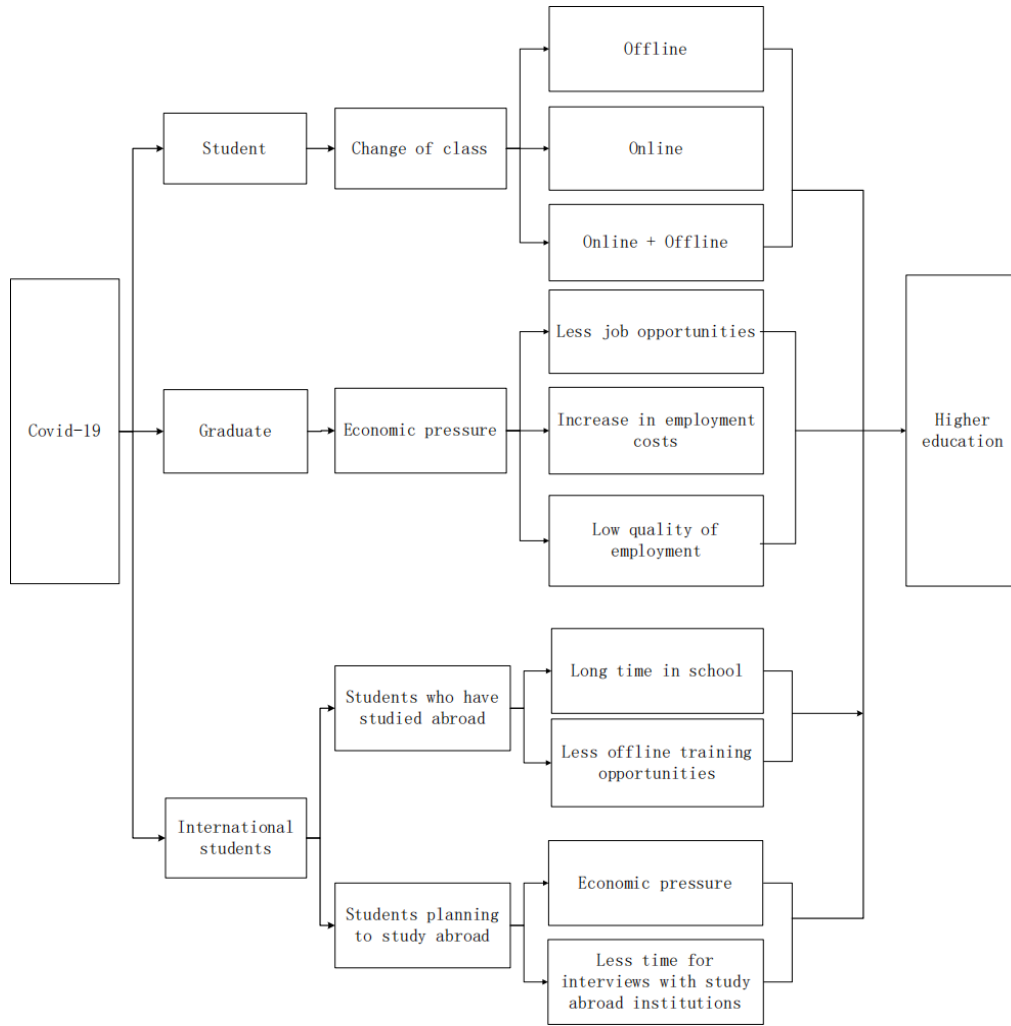 Covid-19
Student
Change of class
Offline
Online
Online + Offline
Graduate
Economic pressure
Less job opportunities
Increase in employment
costs
Low quality of
employment
International
students
Students who have
studied abroad
Long time in school
Less offline training
opportunities
Students planning
to study abroad
Economic pressure
Less time for
interviews with study
abroad institutions
Higher
education